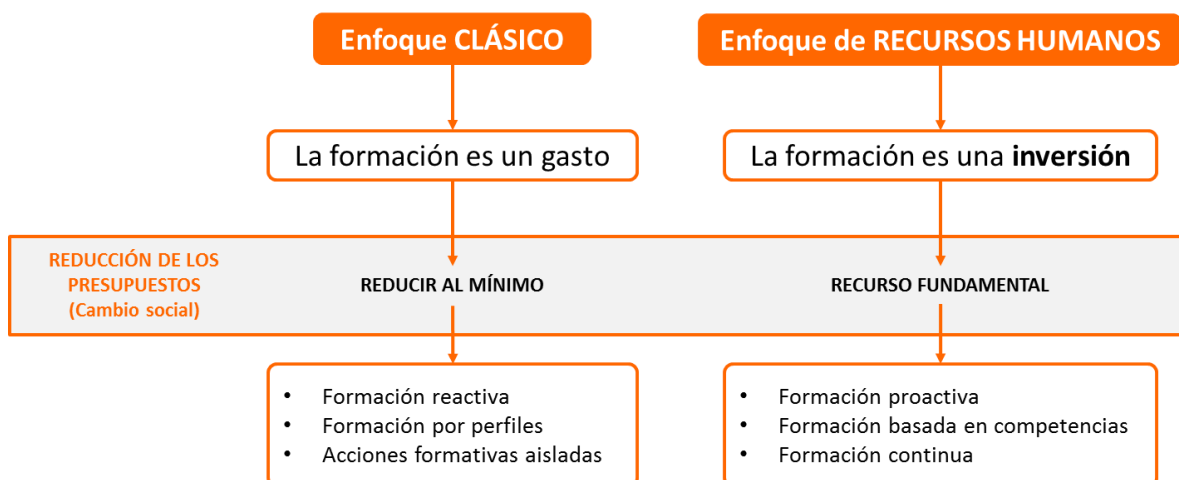 Enfoque CLÁSICO
Enfoque de RECURSOS HUMANOS
La formación es un gasto
La formación es una inversión
REDUCCIÓN DE LOS
PRESUPUESTOS
(Cambio social)
REDUCIR AL MÍNIMO
RECURSO FUNDAMENTAL
• Formación reactiva
• Formación por perfiles
• Acciones formativas aisladas
• Formación proactiva
• Formación basada en competencias
• Formación continua